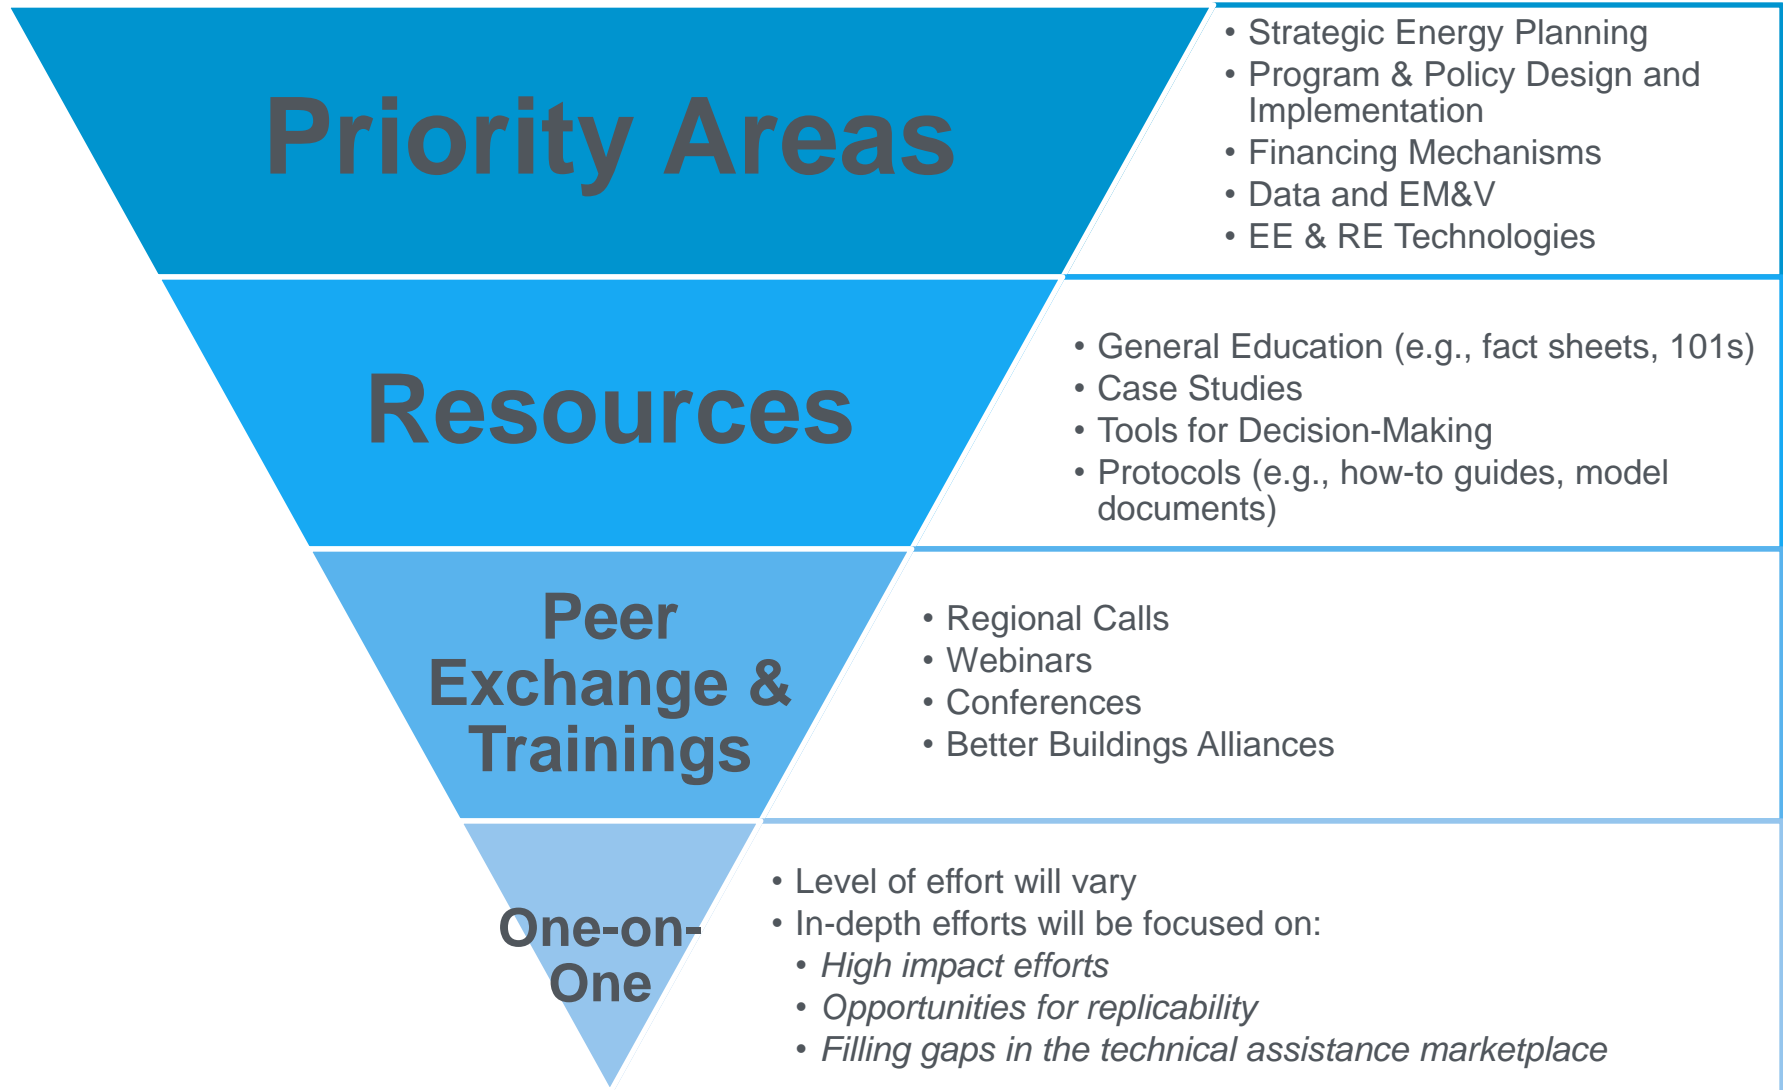 Priority Areas
• Strategic Energy Planning
• Program & Policy Design and
Implementation
• Financing Mechanisms
• Data and EM&V
• EE & RE Technologies
Resources
• General Education (e.g., fact sheets, 101s)
• Case Studies
• Tools for Decision-Making
• Protocols (e.g., how-to guides, model
documents)
Peer
Exchange &
Trainings
• Regional Calls
• Webinars
• Conferences
• Better Buildings Alliances
One-on-
One
• Level of effort will vary
• In-depth efforts will be focused on:
• High impact efforts
• Opportunities for replicability
• Filling gaps in the technical assistance marketplace